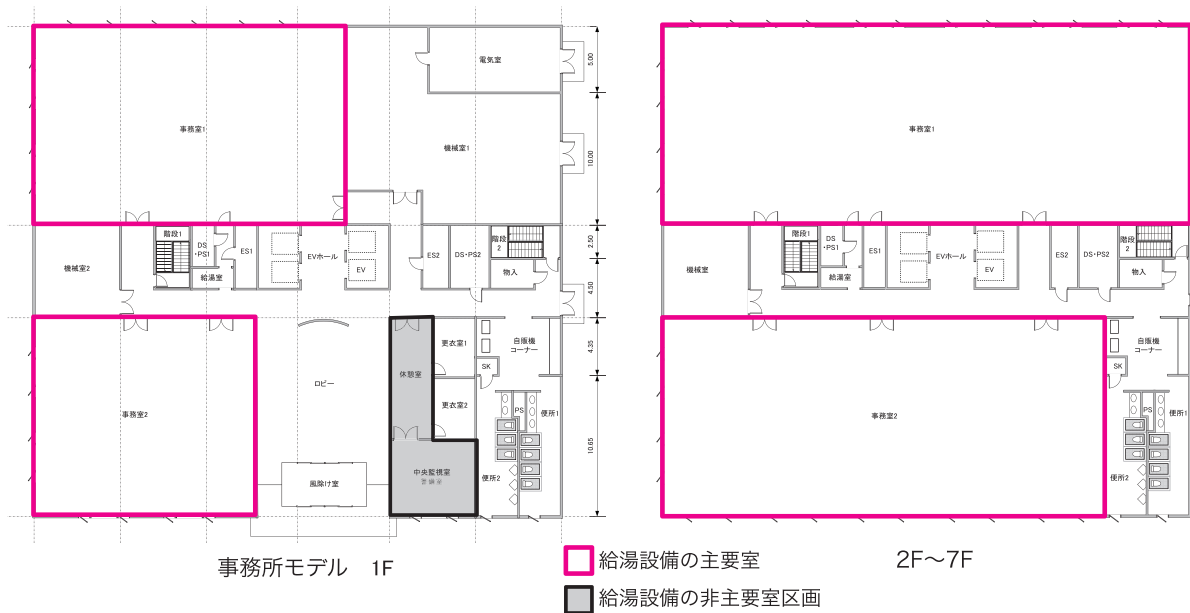 電気室
5.00
事務室1
機械室1
10.00
階段1
DS
・PS1
ES1
EVホール
EV
ES2
DS・PS2
階段
2
2.50
機械室2
給湯室
物入
4.50
更衣室1
自販機
コーナー
4.35
休憩室
SK
ロビー
更衣室2
事務室2
PS
便所1
10.65
中央監視室
便所2
風除け室
事務所モデル 1F
事務室1
階段1
DS
・PS1
ES1
EVホール
EV
ES2
DS・PS2
階段
2
機械室
給湯室
物入
自販機
コーナー
SK
事務室2
PS
便所1
便所2
2F～7F
給湯設備の主要室
給湯設備の非主要室区画